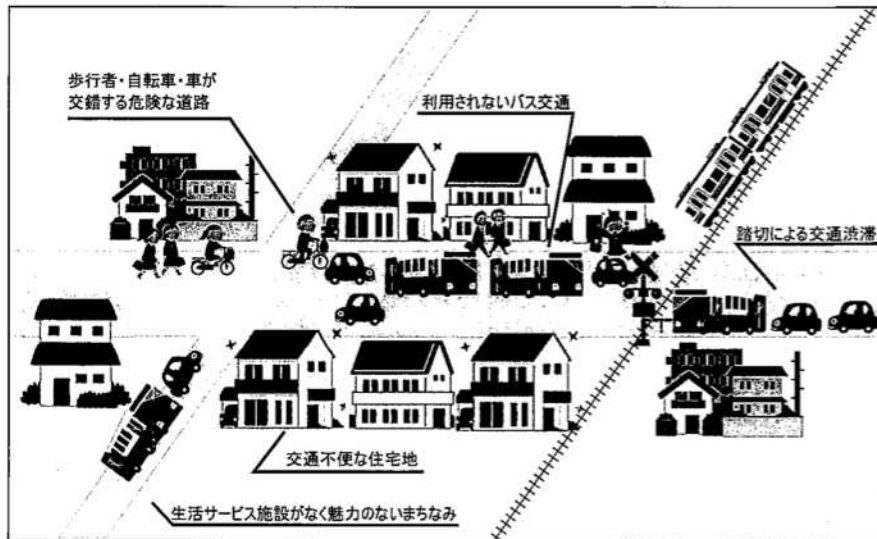 歩行者・自転車・車が
交錯する危険な道路
利用されないバス交通
踏切による交通渋滞
交通不便な住宅地
生活サービス施設がなく魅力のないまちなみ